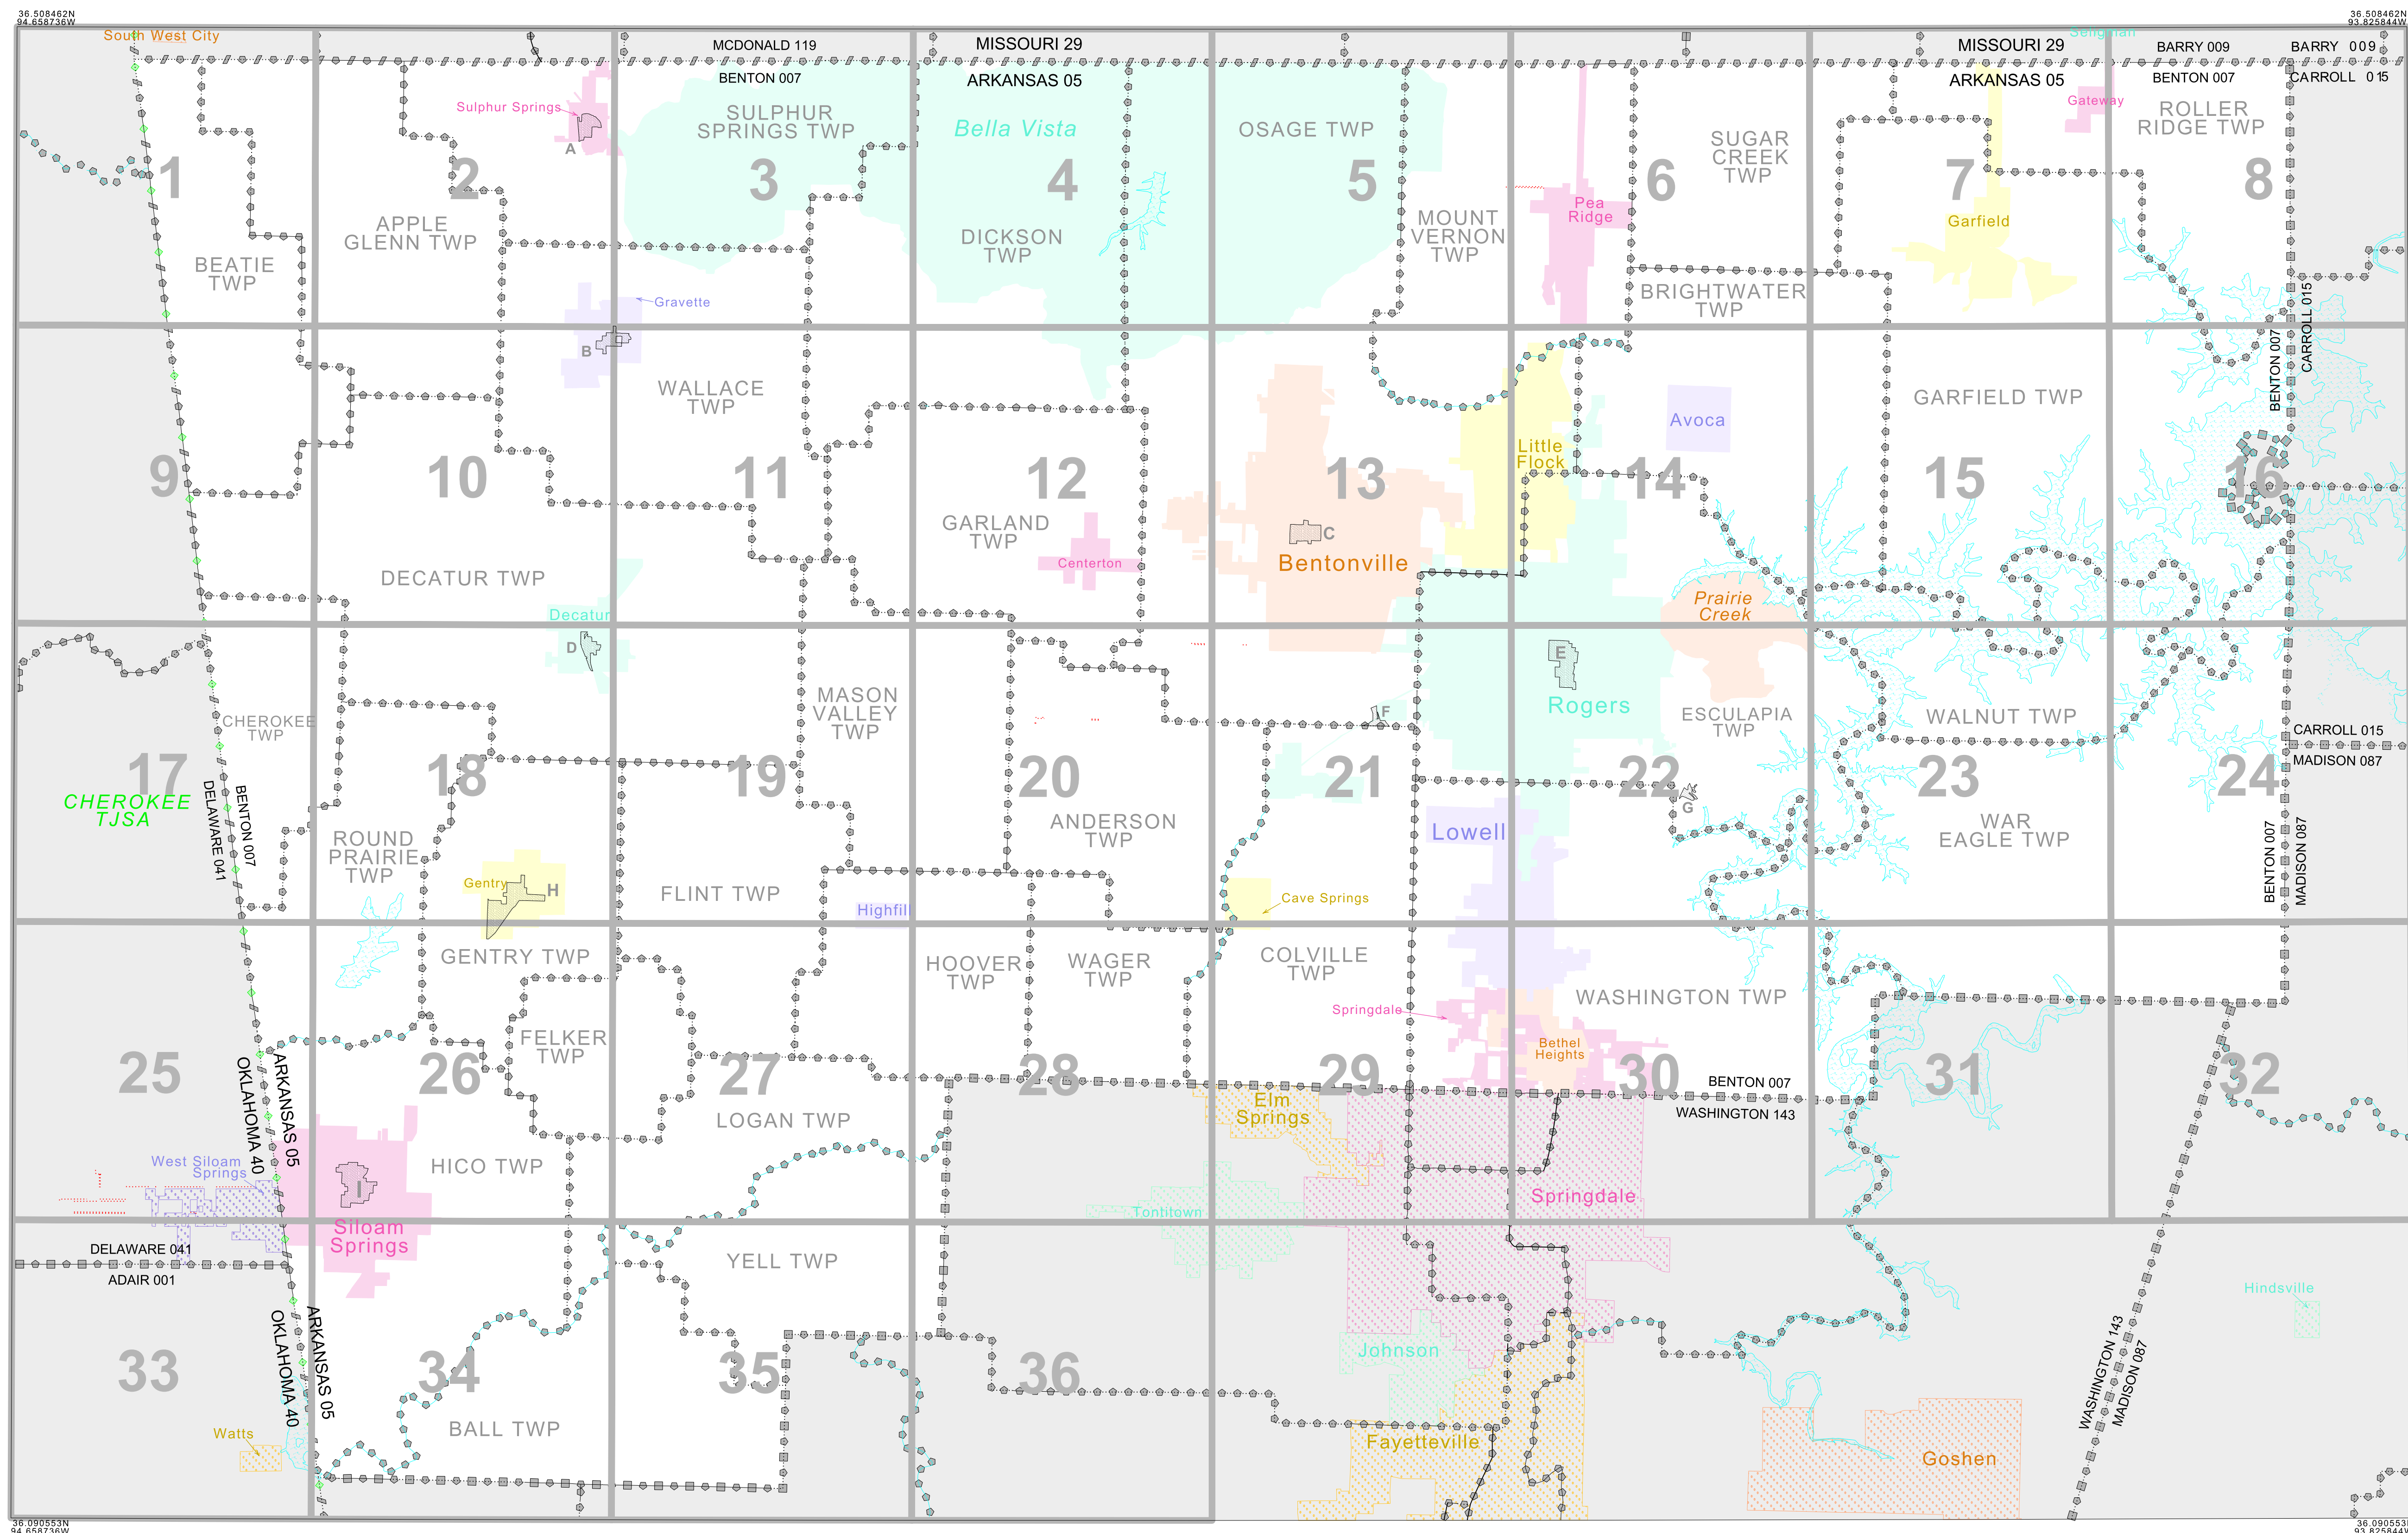 36.508462N
94.658736W
36.508462N
93.825844W
South West City
MCDONALD 119
MISSOURI 29
MISSOURI 29
Seligman
BARRY 009
BARRY 009
BENTON 007
ARKANSAS 05
ARKANSAS 05
BENTON 007
CARROLL 015
Sulphur Springs
A
SULPHUR
SPRINGS TWP
Bella Vista
OSAGE TWP
SUGAR
CREEK
TWP
Gateway
ROLLER
RIDGE TWP
1
2
3
4
5
6
7
8
APPLE
GLENN TWP
BEATIE
TWP
DICKSON
TWP
MOUNT
VERNON
TWP
Pea
Ridge
Garfield
BRIGHTWATER
TWP
Gravette
B
BENTON 007
CARROLL 015
WALLACE
TWP
Avoca
GARFIELD TWP
Little
Flock
9
10
11
12
13
14
15
16
GARLAND
TWP
C
Centerton
Bentonville
DECATUR TWP
Decatur
D
Prairie
Creek
E
CHEROKEE
TWP
MASON
VALLEY
TWP
F
Rogers
ESCULAPIA
TWP
WALNUT TWP
CARROLL 015
MADISON 087
17
18
19
20
21
22
23
24
CHEROKEE
TJSA
DELAWARE 041
BENTON 007
G
ROUND
PRAIRIE
TWP
ANDERSON
TWP
Lowell
WAR
EAGLE TWP
BENTON 007
MADISON 087
Gentry
H
FLINT TWP
Highfill
Cave Springs
GENTRY TWP
HOOVER
TWP
WAGER
TWP
COLVILLE
TWP
WASHINGTON TWP
Springdale
FELKER
TWP
Bethel
Heights
25
26
27
28
29
30
31
32
OKLAHOMA 40
ARKANSAS 05
BENTON 007
WASHINGTON 143
LOGAN TWP
Elm
Springs
West Siloam
Springs
HICO TWP
I
Siloam
Springs
Tontitown
Springdale
DELAWARE 041
ADAIR 001
YELL TWP
Hindsville
OKLAHOMA 40
ARKANSAS 05
Johnson
WASHINGTON 143
MADISON 087
33
34
35
36
BALL TWP
Watts
Fayetteville
Goshen
36.090553N
94.658736W
36.090553N
93.825844W